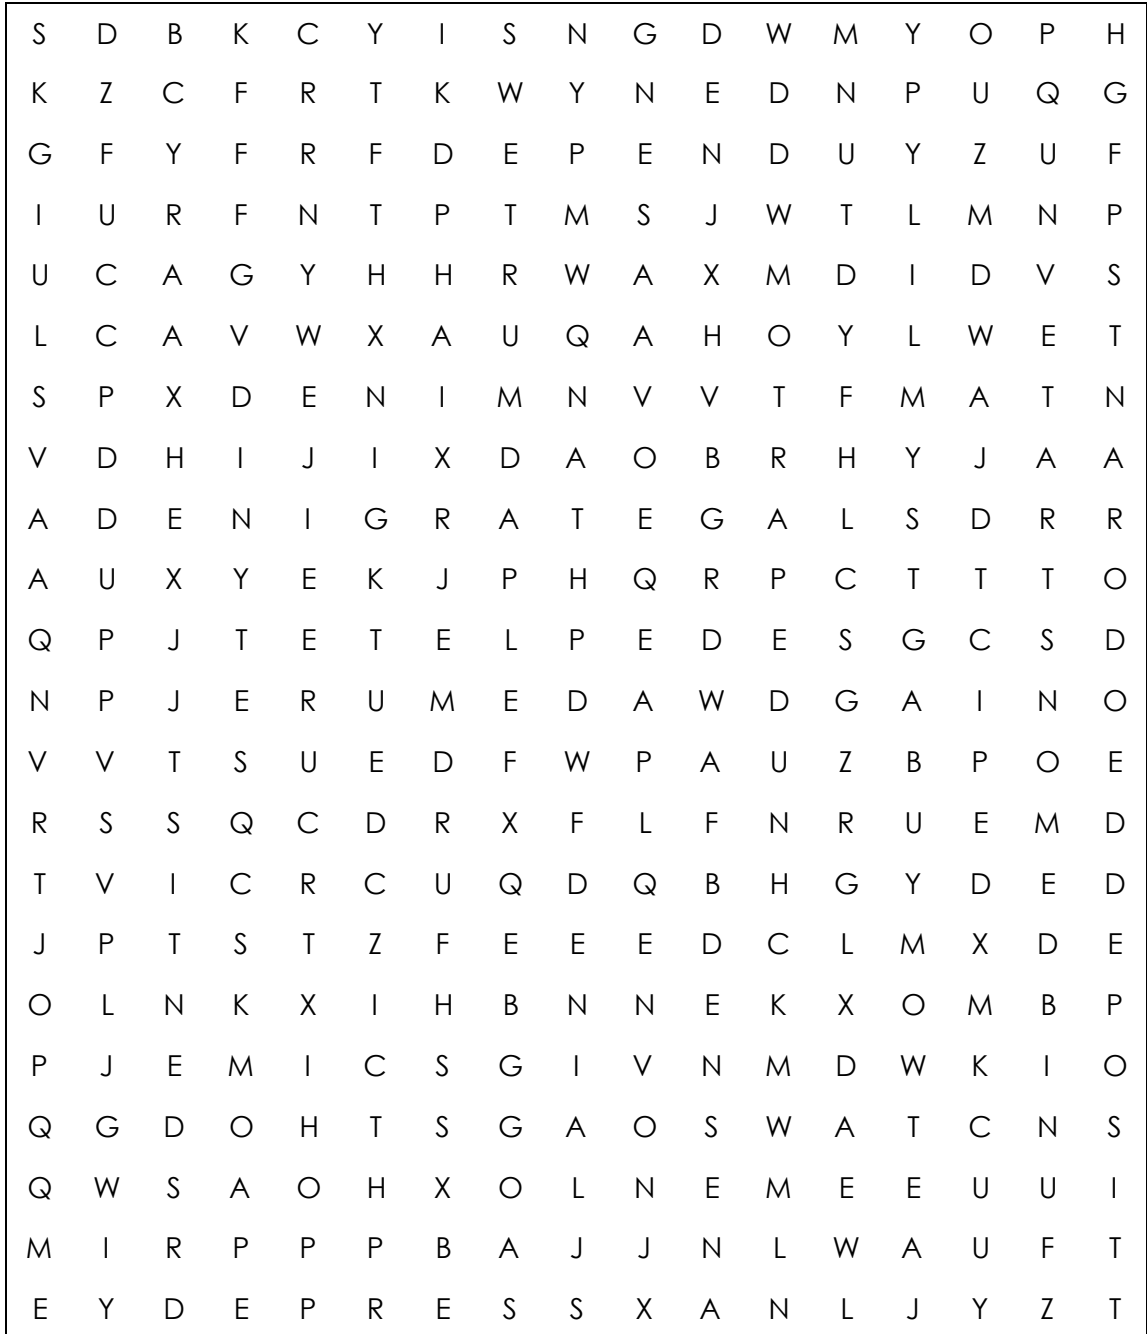 S D B K C Y I S N G D W M Y O P H
K Z C F R T K W Y N E D N P U Q G
G F Y F R F D E P E N D U Y Z U F
I U R F N T P T M S J W T L M N P
U C A G Y H H R W A X M D I D V S
L C A V W X A U Q A H O Y L W E T
S P X D E N I M N V V T F M A T N
V D H I J I X D A O B R H Y J A A
A D E N I G R A T E G A L S D R R
A U X Y E K J P H Q R P C T T T O
Q P J T E T E L P E D E S G C S D
N P J E R U M E D A W D G A I N O
V V T S U E D F W P A U Z B P O E
R S S Q C D R X F L F N R U E M D
T V I C R C U Q D Q B H G Y D E D
J P T S T Z F E E E D C L M X D E
O L N K X I H B N N E K X O M B P
P J E M I C S G I V N M D W K I O
Q G D O H T S G A O S W A T C N S
Q W S A O H X O L N E M E E U U I
M I R P P P B A J J N L W A U F T
E Y D E P R E S S X A N L J Y Z T